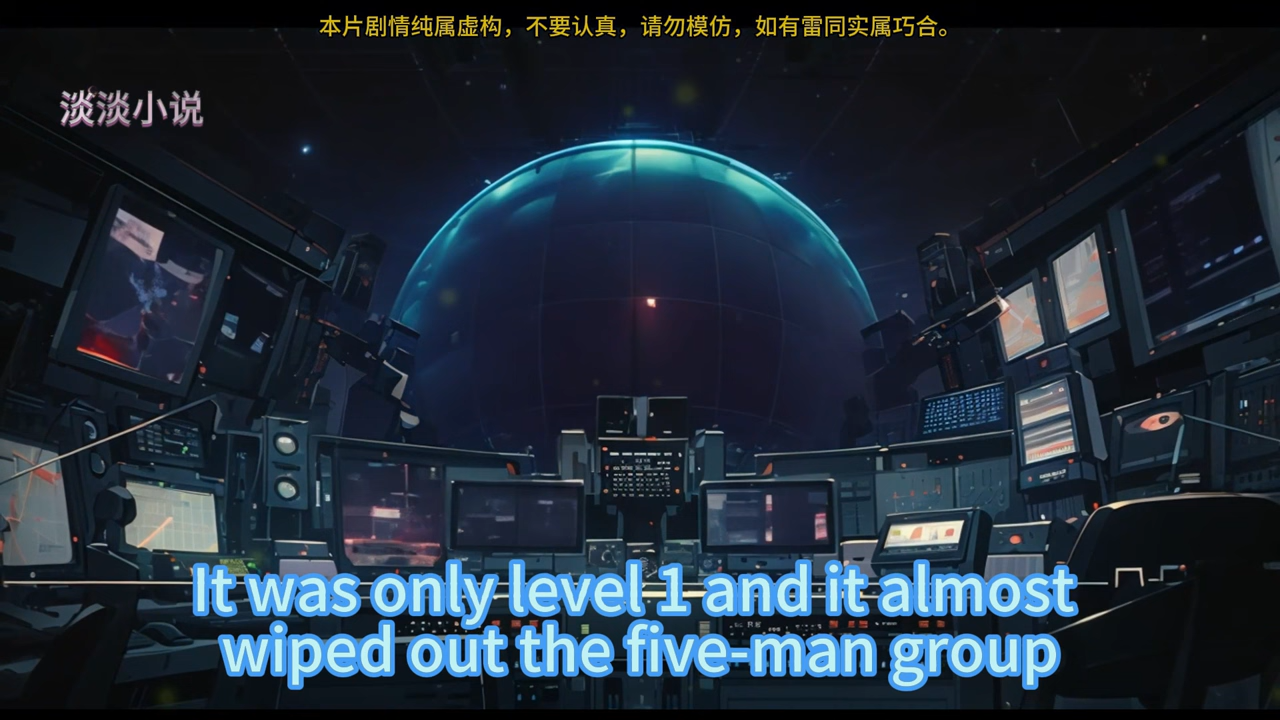 本片剧情纯属虚构，不要认真，请勿模仿，如有雷同实属巧合。
淡淡小说
It was only level 1 and it almost
wiped out the five-man group